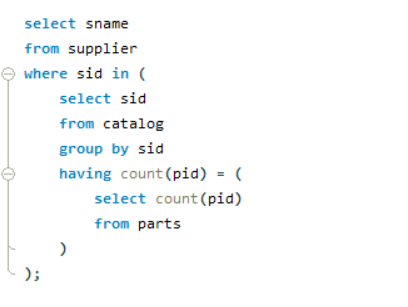 select sname
from supplier
where sid in (
select sid
from catalog
group by sid
having count(pid) = (
select count(pid)
from parts
)
);